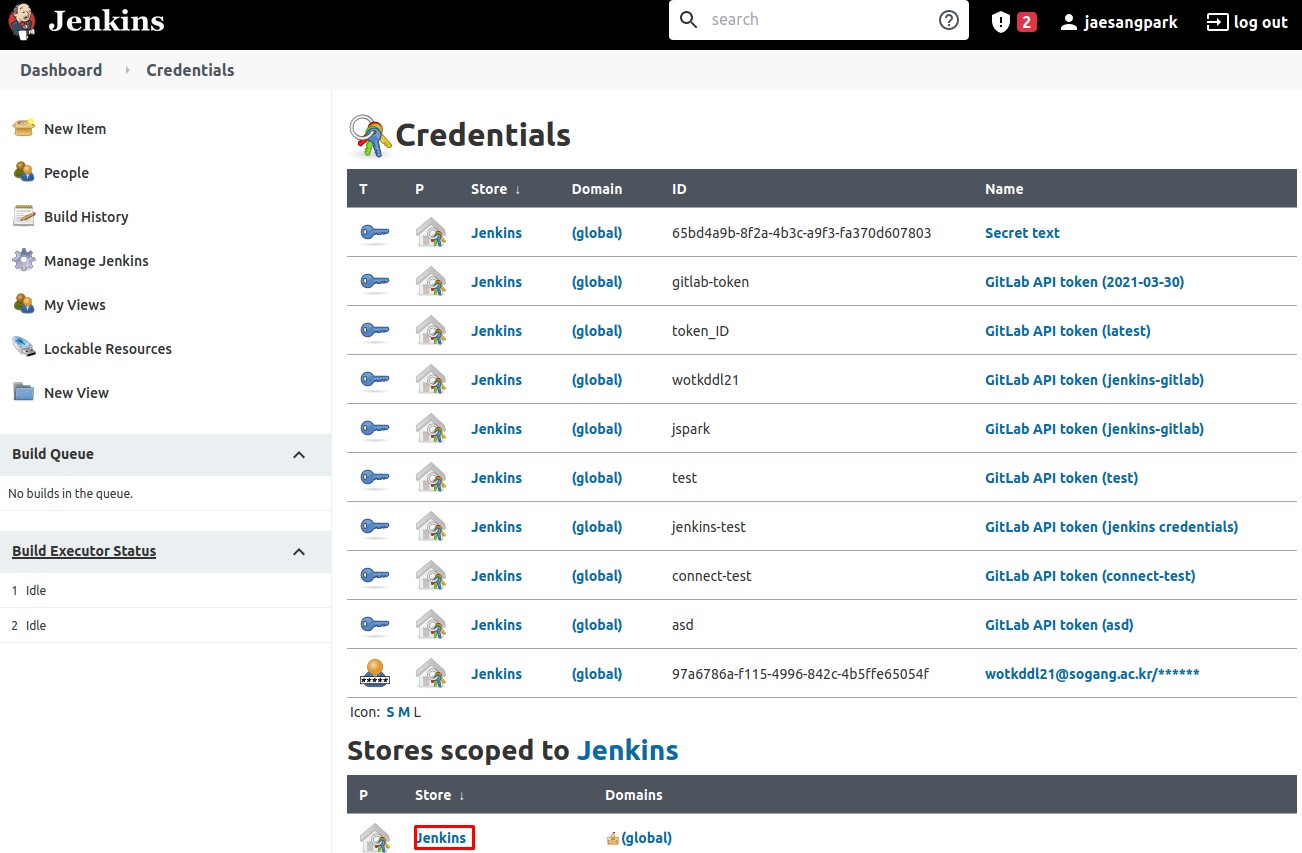 Jenkins
search
2
jaesangpark
log out
Dashboard
Credentials
New Item
People
Build History
Manage Jenkins
My Views
Lockable Resources
New View
Build Queue
No builds in the queue.
Build Executor Status
1 Idle
2 Idle
Credentials
T P Store ↓ Domain ID Name
Jenkins (global) 65bd4a9b-8f2a-4b3c-a9f3-fa370d607803 Secret text
Jenkins (global) gitlab-token GitLab API token (2021-03-30)
Jenkins (global) token_ID GitLab API token (latest)
Jenkins (global) wotkddl21 GitLab API token (jenkins-gitlab)
Jenkins (global) jspark GitLab API token (jenkins-gitlab)
Jenkins (global) test GitLab API token (test)
Jenkins (global) jenkins-test GitLab API token (jenkins credentials)
Jenkins (global) connect-test GitLab API token (connect-test)
Jenkins (global) asd GitLab API token (asd)
Jenkins (global) 97a6786a-f115-4996-842c-4b5ffe65054f wotkddl21@sogang.ac.kr/******
Icon: S M L
Stores scoped to Jenkins
P Store ↓ Domains
Jenkins (global)